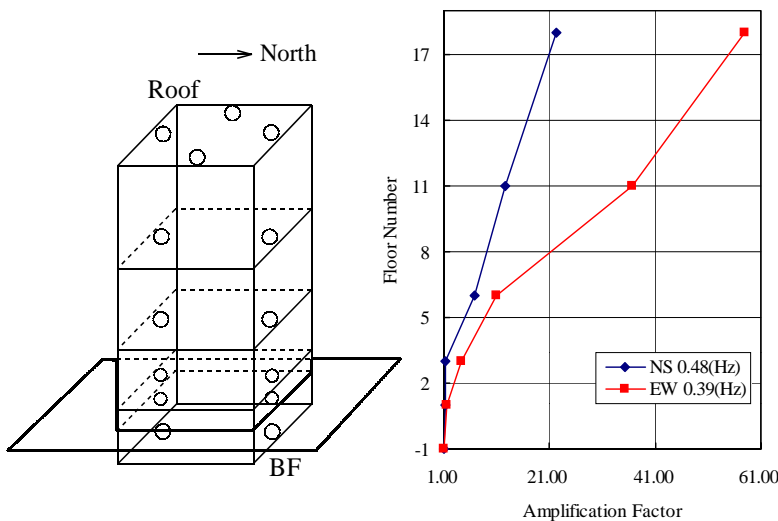 North
Roof
BF
Floor Number
17
14
11
8
5
2
-1
NS 0.48(Hz)
EW 0.39(Hz)
1.00 21.00 41.00 61.00
Amplification Factor